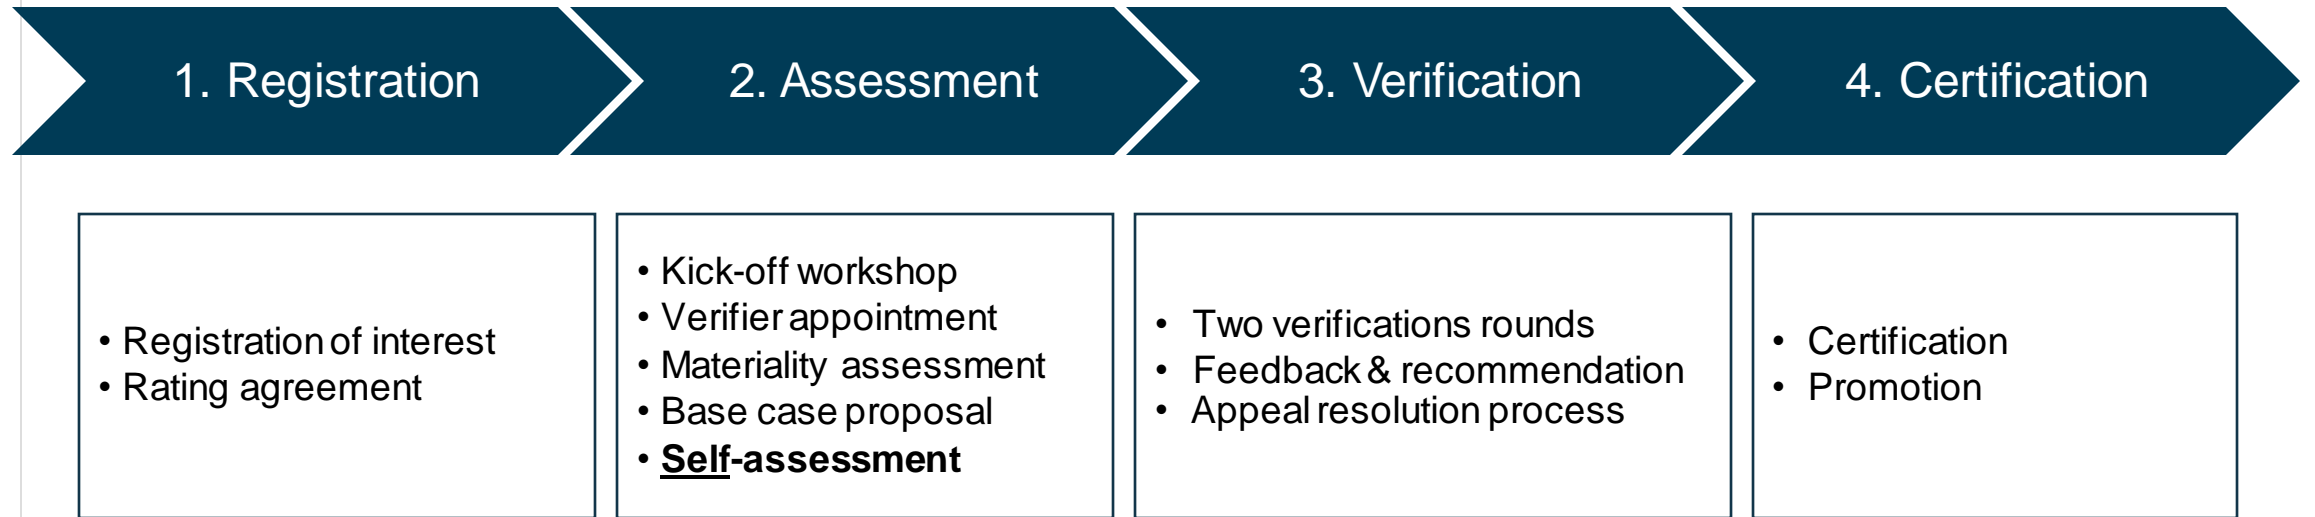 1. Registration
2. Assessment
3. Verification
4. Certification
• Registration of interest
• Rating agreement
• Kick-off workshop
• Verifier appointment
• Materiality assessment
• Base case proposal
• Self-assessment
• Two verifications rounds
• Feedback & recommendation
• Appeal resolution process
• Certification
• Promotion